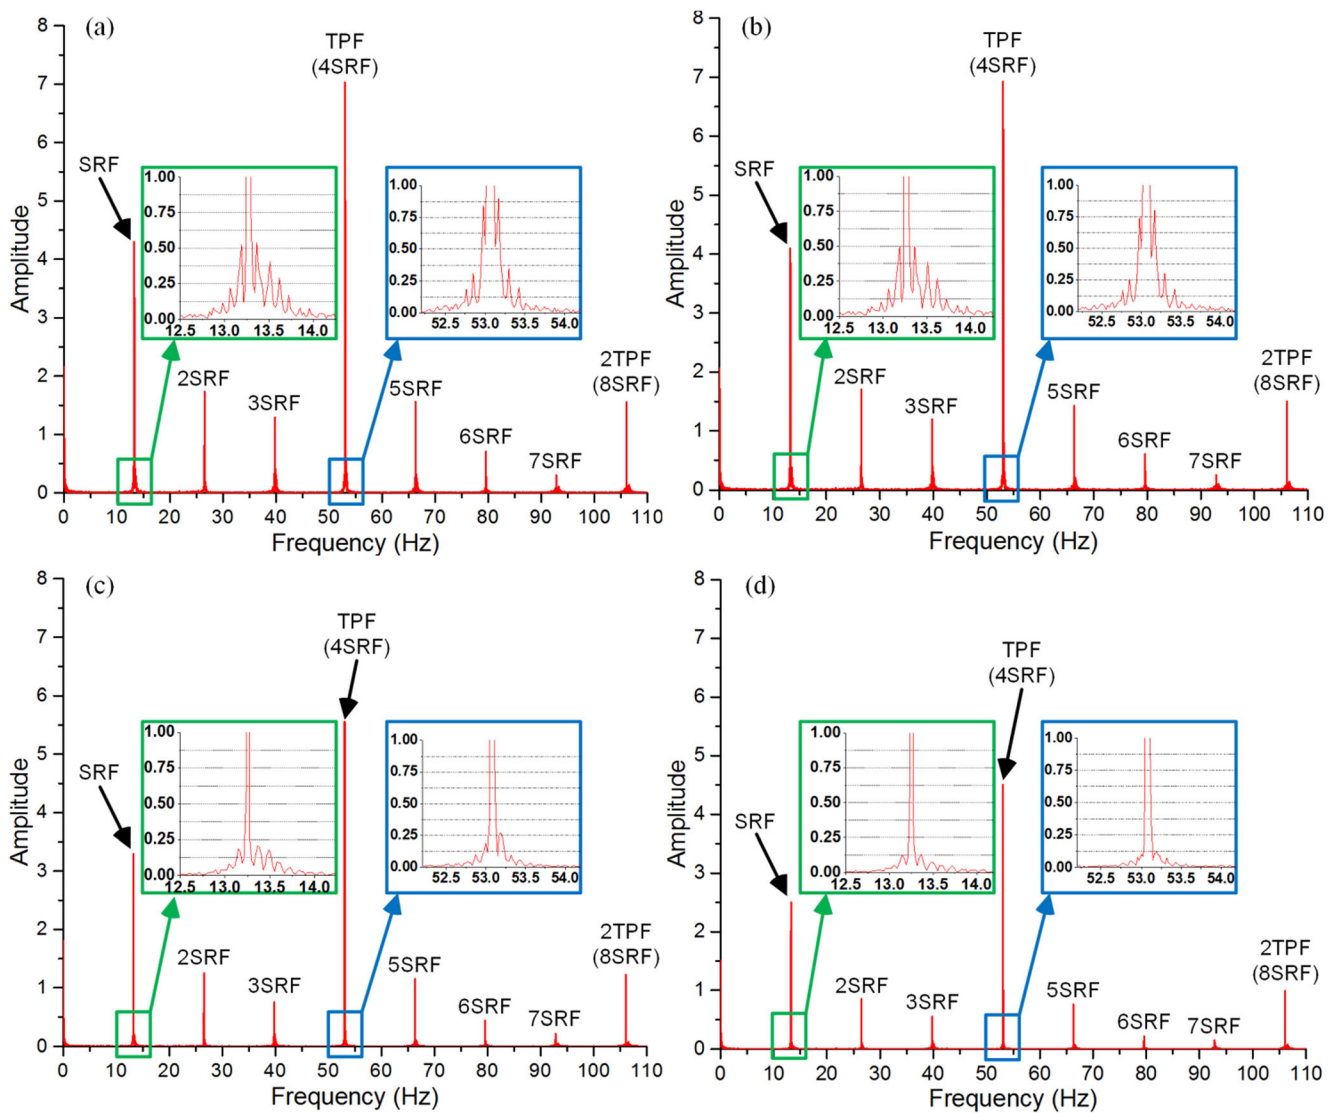 (a)
8
7
6
5
4
3
2
1
0
Amplitude
SRF
TPF
(4SRF)
1.00
0.75
0.50
0.25
0.00
12.5 13.0 13.5 14.0
1.00
0.75
0.50
0.25
0.00
52.5 53.0 53.5 54.0
2SRF
3SRF
5SRF
6SRF
7SRF
2TPF
(8SRF)
0 10 20 30 40 50 60 70 80 90 100 110
Frequency (Hz)
(b)
8
7
6
5
4
3
2
1
0
Amplitude
SRF
TPF
(4SRF)
1.00
0.75
0.50
0.25
0.00
12.5 13.0 13.5 14.0
1.00
0.75
0.50
0.25
0.00
52.5 53.0 53.5 54.0
2SRF
3SRF
5SRF
6SRF
7SRF
2TPF
(8SRF)
0 10 20 30 40 50 60 70 80 90 100 110
Frequency (Hz)
(c)
8
7
6
5
4
3
2
1
0
Amplitude
SRF
TPF
(4SRF)
1.00
0.75
0.50
0.25
0.00
12.5 13.0 13.5 14.0
1.00
0.75
0.50
0.25
0.00
52.5 53.0 53.5 54.0
2SRF
3SRF
5SRF
6SRF
7SRF
2TPF
(8SRF)
0 10 20 30 40 50 60 70 80 90 100 110
Frequency (Hz)
(d)
8
7
6
5
4
3
2
1
0
Amplitude
SRF
TPF
(4SRF)
1.00
0.75
0.50
0.25
0.00
12.5 13.0 13.5 14.0
1.00
0.75
0.50
0.25
0.00
52.5 53.0 53.5 54.0
2SRF
3SRF
5SRF
6SRF
7SRF
2TPF
(8SRF)
0 10 20 30 40 50 60 70 80 90 100 110
Frequency (Hz)